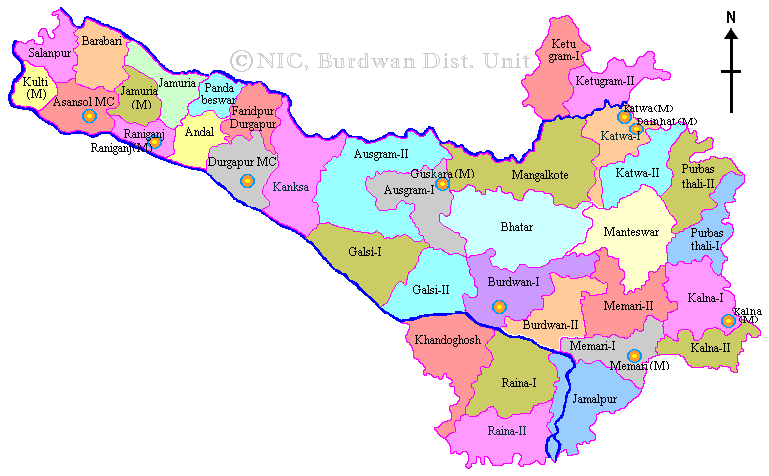 N
© NIC, Burdwan Dist. Unit
Salanpur
Barabari
Kulti
(M)
Asansol MC
Jamuria
(M)
Jamuria
Panda
beswar
Faridpur
Durgapur
Raniganj
Raniganj(M)
Andal
Durgapur MC
Kanksa
Ausgram-II
Guskara (M)
Ausgram-I
Galsi-I
Galsi-II
Mangalkote
Bhatar
Ketu
gram-I
Ketugram-II
Katwa(M)
Dainhat (M)
Katwa-I
Katwa-II
Purbas
thali-II
Purbas
thali-I
Manteswar
Burdwan-I
Burdwan-II
Memari-II
Memari-I
Memari (M)
Kalna-I
Kalna
(M)
Kalna-II
Khandoghosh
Raina-I
Raina-II
Jamalpur